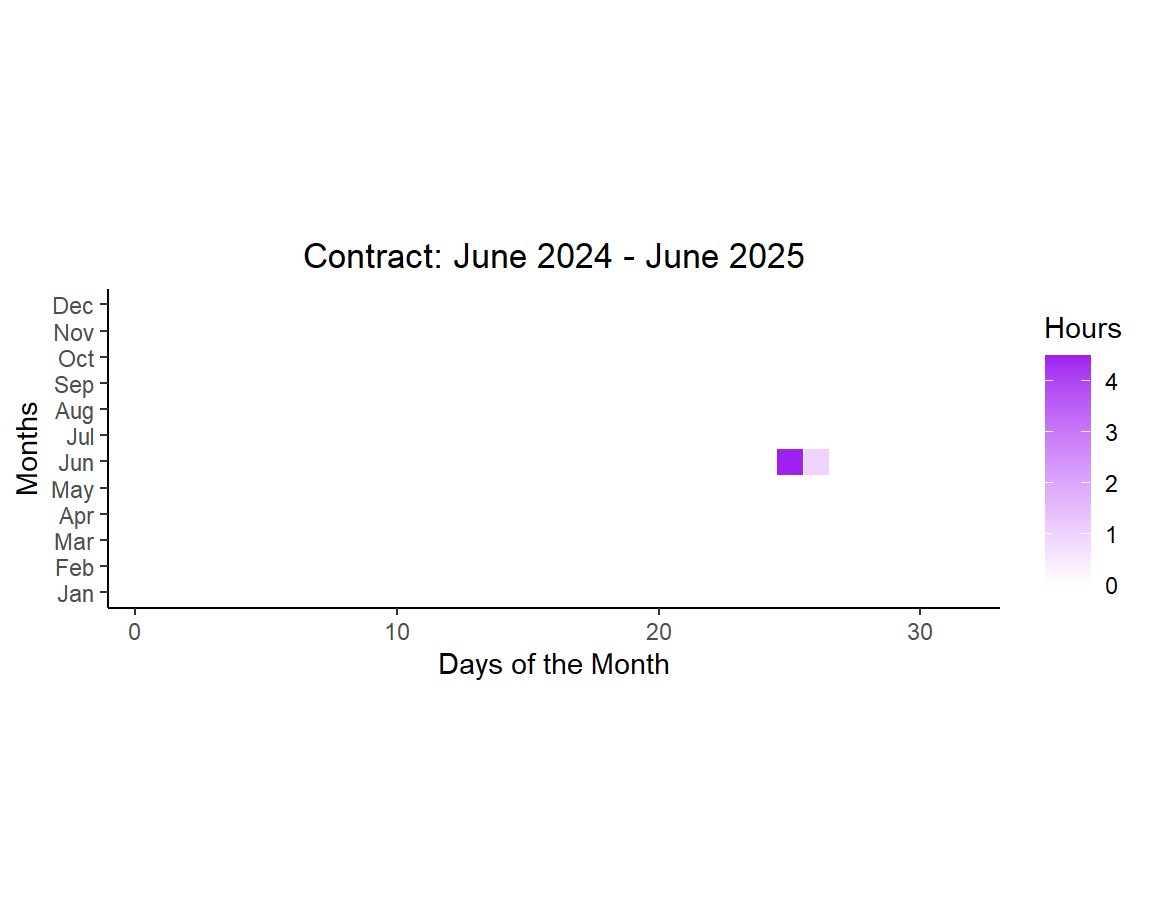 Contract: June 2024 - June 2025
Months
Dec
Nov
Oct
Sep
Aug
Jul
Jun
May
Apr
Mar
Feb
Jan
0 10 20 30
Days of the Month
Hours
4
3
2
1
0